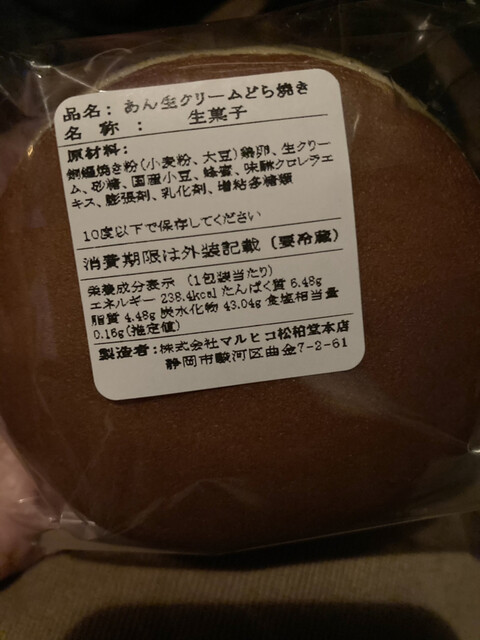 品名: あん生クリームどら焼き
名 称 : 生菓子
原材料:
銅鑼焼き粉(小麦粉、大豆)鶏卵、生クリー
ム、砂糖、国産小豆、蜂蜜、味醂クロレラエ
キス、膨張剤、乳化剤、増粘多糖類
10度以下で保存してください
消費期限は外装記載 (要冷蔵)
栄養成分表示 (1包装当たり)
エネルギー 238.4kcal たんぱく質 6.48g
脂質 4.48g 炭水化物 43.04g 食塩相当量
0.16g(推定値)
製造者:株式会社マルヒコ松柏堂本店
静岡市駿河区曲金7-2-61